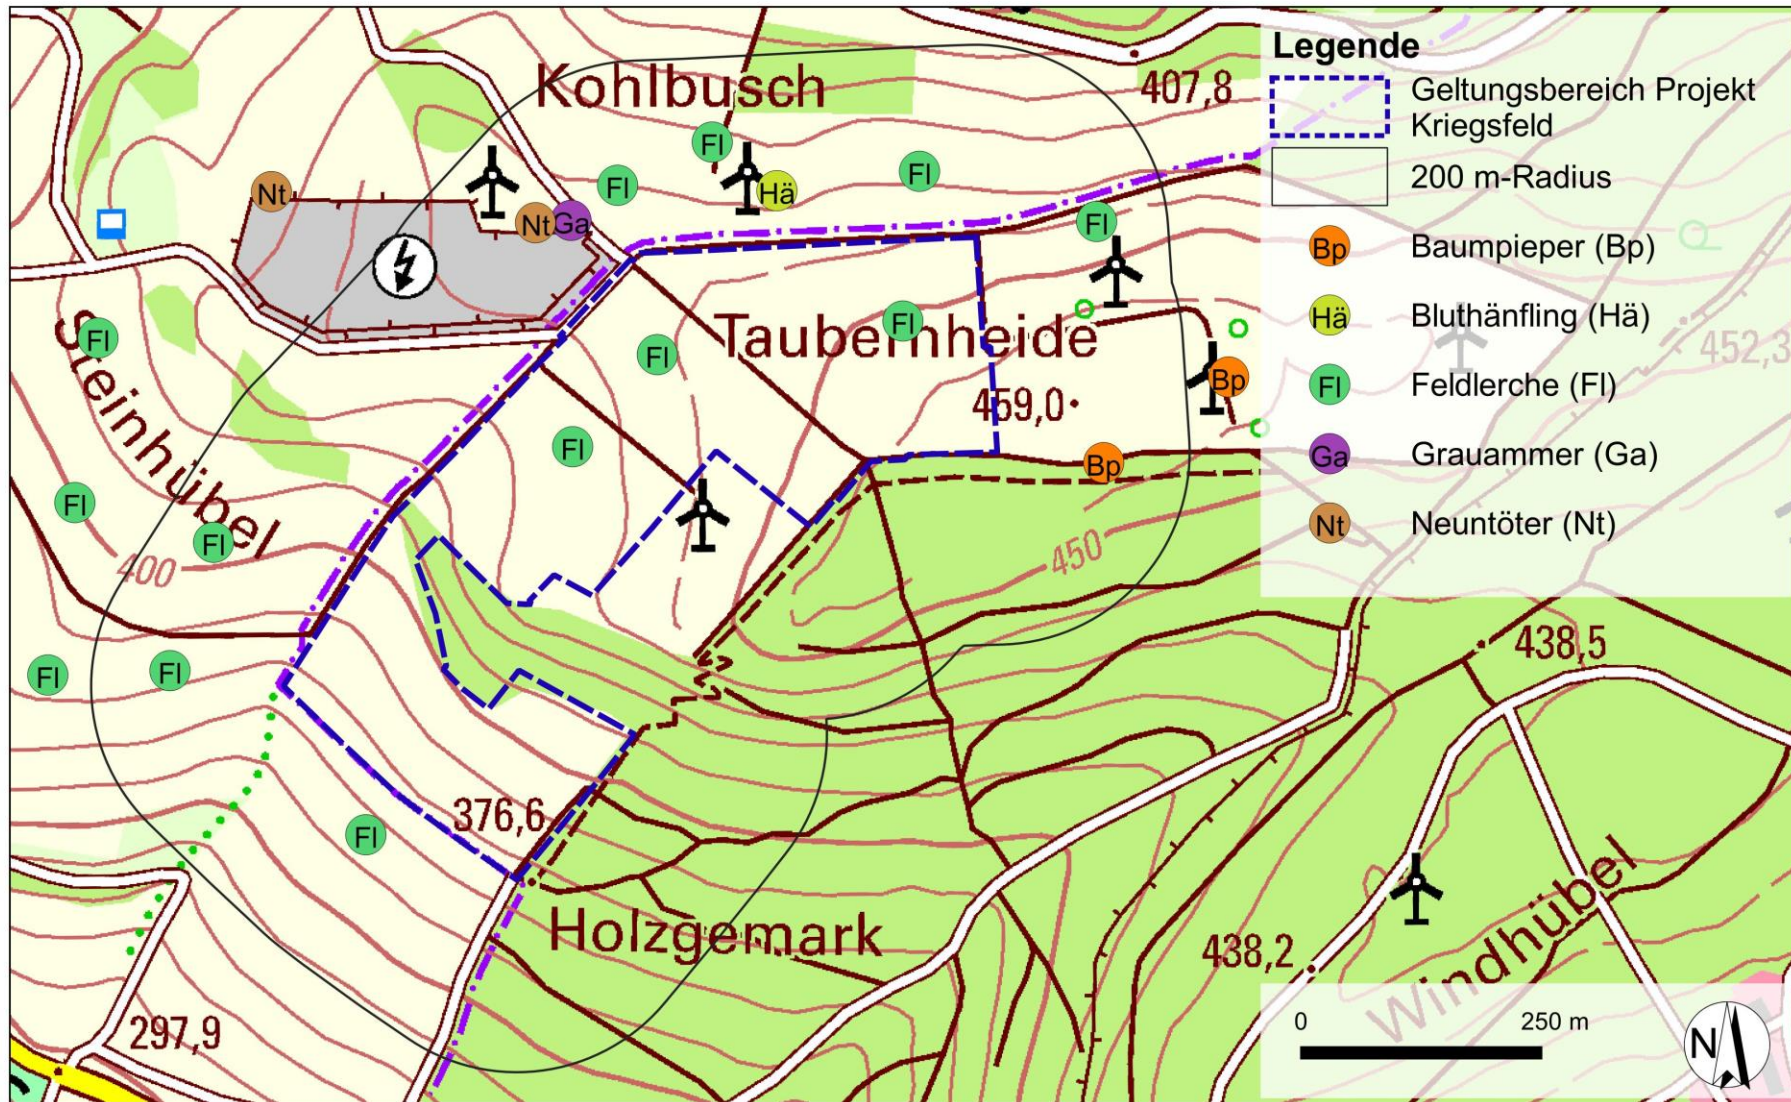 Kohlbusch
407,8
Fl
Fl
Fl
Hä
Nt
Nt
Ga
Fl
Steinhübel
Fl
Taubernheide
Fl
Fl
459,0
Bp
Fl
Bp
Fl
Fl
400
450
Fl
Fl
438,5
376,6
Fl
Holzgemark
438,2
Windhübel
297,9
452,3
Legende
Geltungsbereich Projekt
Kriegsfeld
200 m-Radius
Bp Baumpieper (Bp)
Hä Bluthänfling (Hä)
Fl Feldlerche (Fl)
Ga Grauammer (Ga)
Nt Neuntöter (Nt)
0 250 m
N